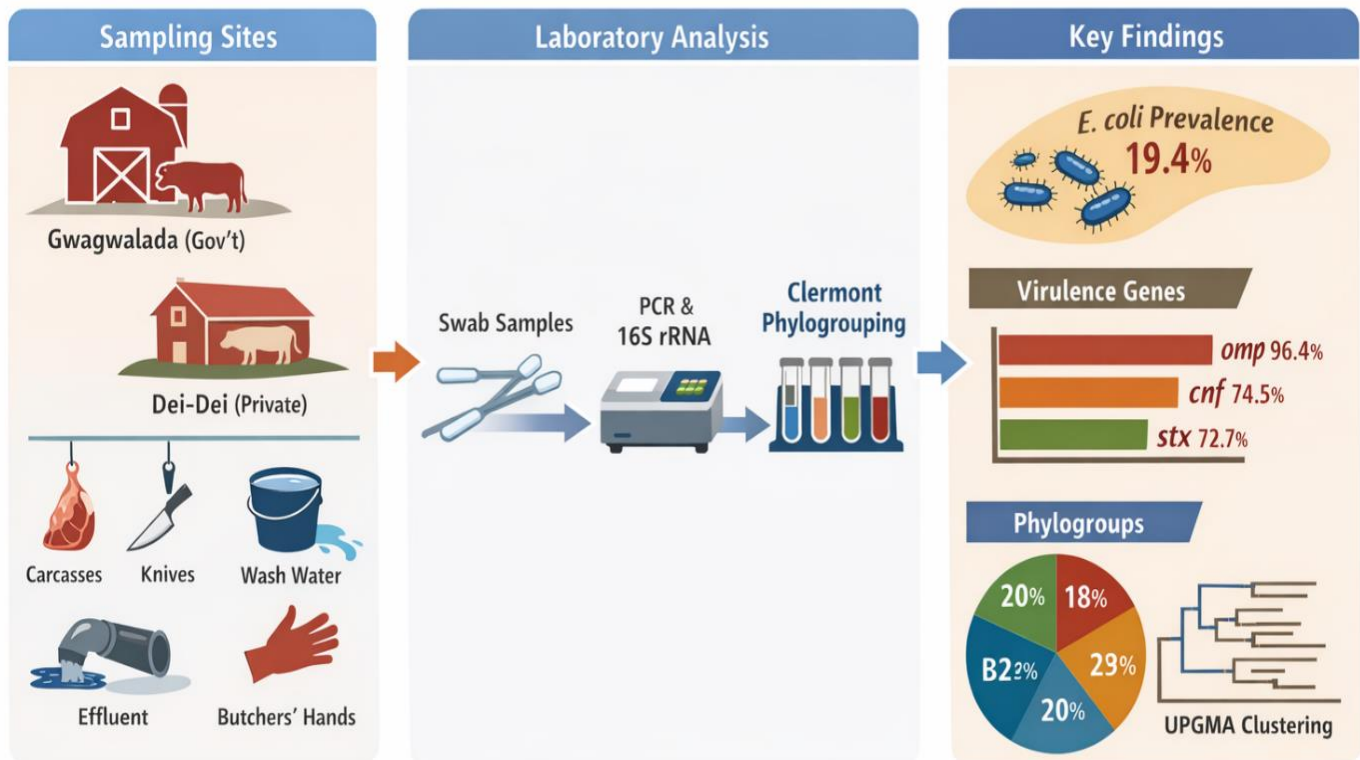 Sampling Sites
Gwagwalada (Gov't)
Dei-Dei (Private)
Carcasses
Knives
Wash Water
Effluent
Butchers' Hands
Laboratory Analysis
Swab Samples
PCR &
16S rRNA
Clermont
Phylogrouping
Key Findings
E. coli Prevalence
19.4%
Virulence Genes
omp 96.4%
cnf 74.5%
stx 72.7%
Phylogroups
20%
18%
29%
20%
UPGMA Clustering